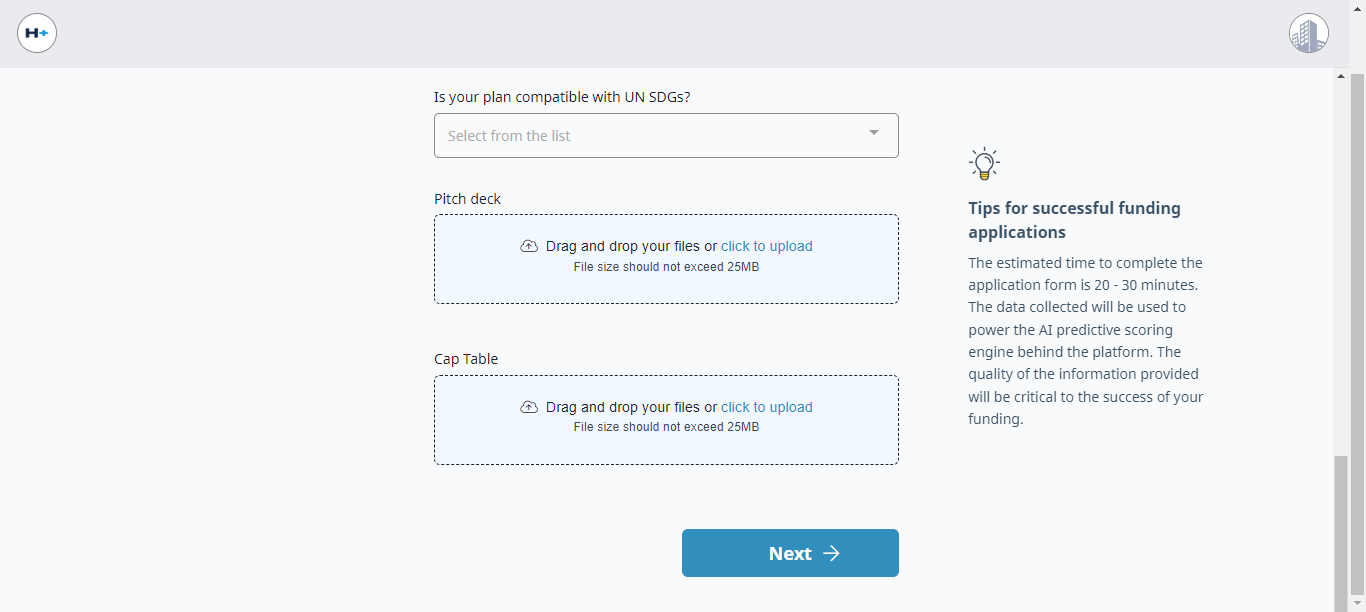 H+
Is your plan compatible with UN SDGs?
Select from the list
Pitch deck
Drag and drop your files or click to upload
File size should not exceed 25MB
Cap Table
Drag and drop your files or click to upload
File size should not exceed 25MB
Next →
Tips for successful funding
applications
The estimated time to complete the
application form is 20 - 30 minutes.
The data collected will be used to
power the AI predictive scoring
engine behind the platform. The
quality of the information provided
will be critical to the success of your
funding.